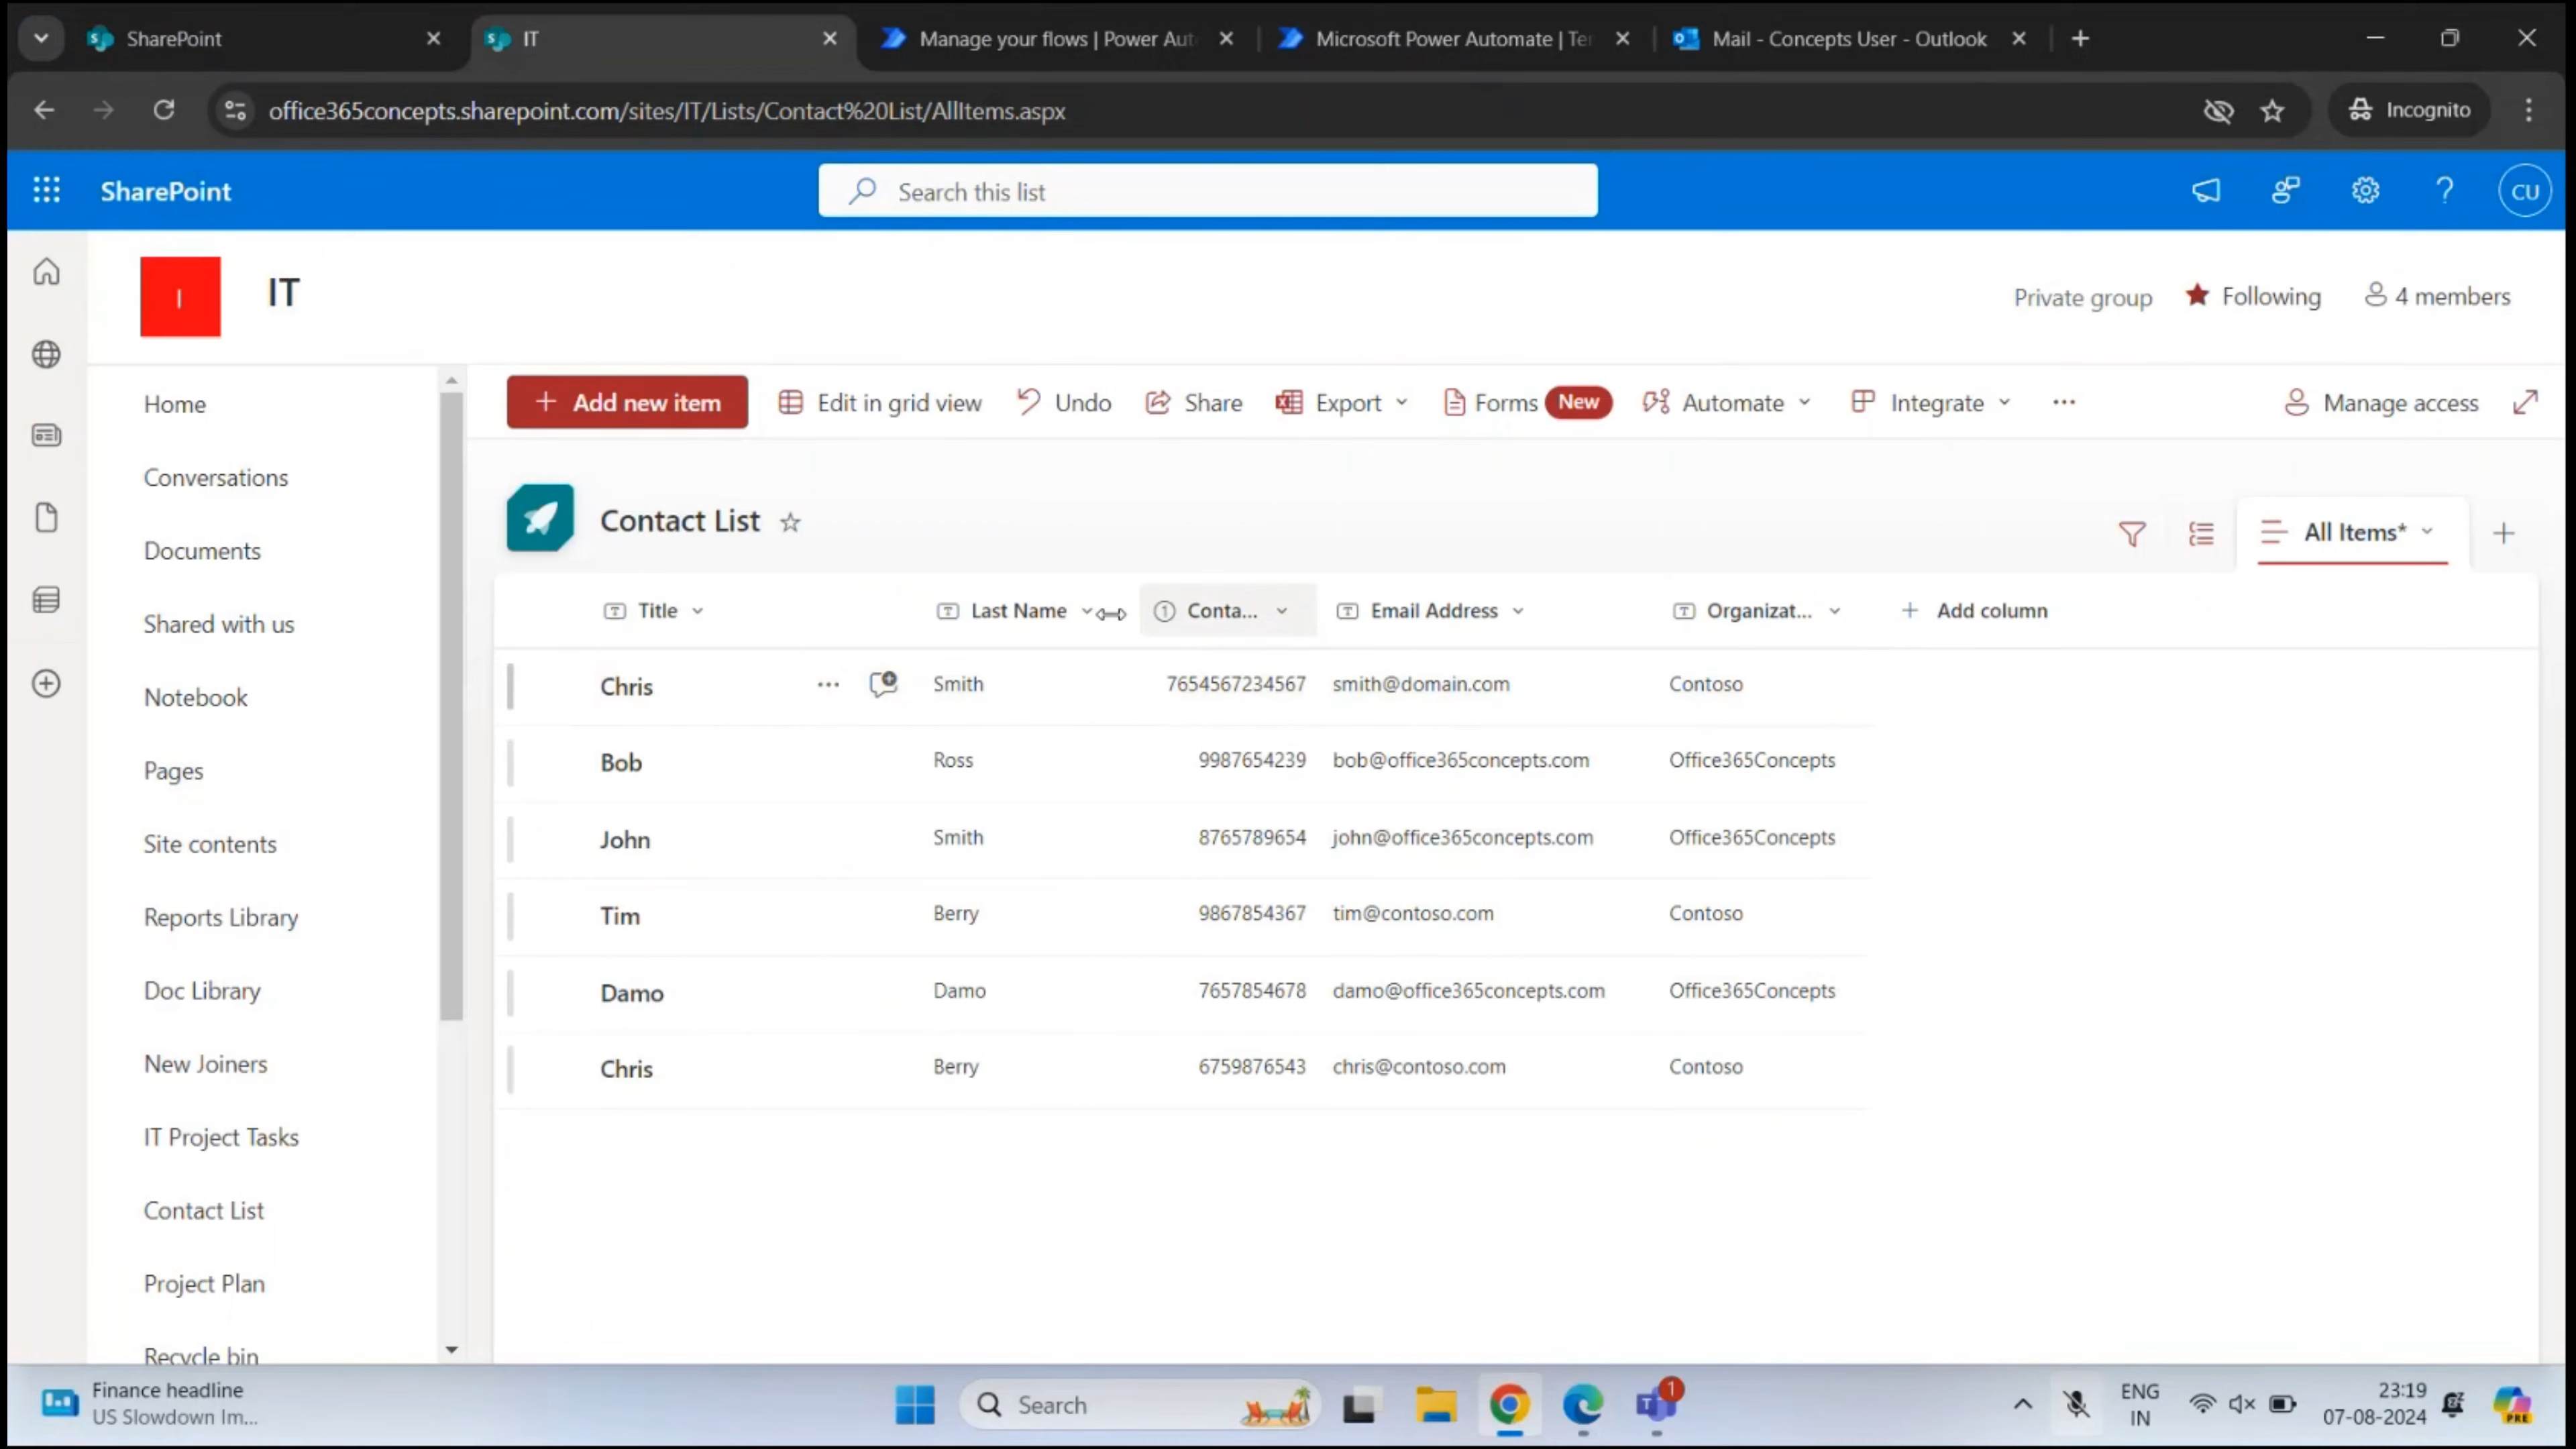 SharePoint
IT
Manage your flows | Power Aut
Microsoft Power Automate | Te
Mail - Concepts User - Outlook
office365concepts.sharepoint.com/sites/IT/Lists/Contact%20List/AllItems.aspx
Incognito
SharePoint
Search this list
CU
I
IT
Private group
Following
4 members
Home
Conversations
Documents
Shared with us
Notebook
Pages
Site contents
Reports Library
Doc Library
New Joiners
IT Project Tasks
Contact List
Project Plan
Recycle bin
+ Add new item
Edit in grid view
Undo
Share
Export
Forms New
Automate
Integrate
Manage access
Contact List
All Items*
Title Last Name Conta... Email Address Organizat... + Add column
Chris Smith 7654567234567 smith@domain.com Contoso
Bob Ross 9987654239 bob@office365concepts.com Office365Concepts
John Smith 8765789654 john@office365concepts.com Office365Concepts
Tim Berry 9867854367 tim@contoso.com Contoso
Damo Damo 7657854678 damo@office365concepts.com Office365Concepts
Chris Berry 6759876543 chris@contoso.com Contoso
Finance headline
US Slowdown Im...
Search
1
ENG
IN
23:19
07-08-2024
PRE